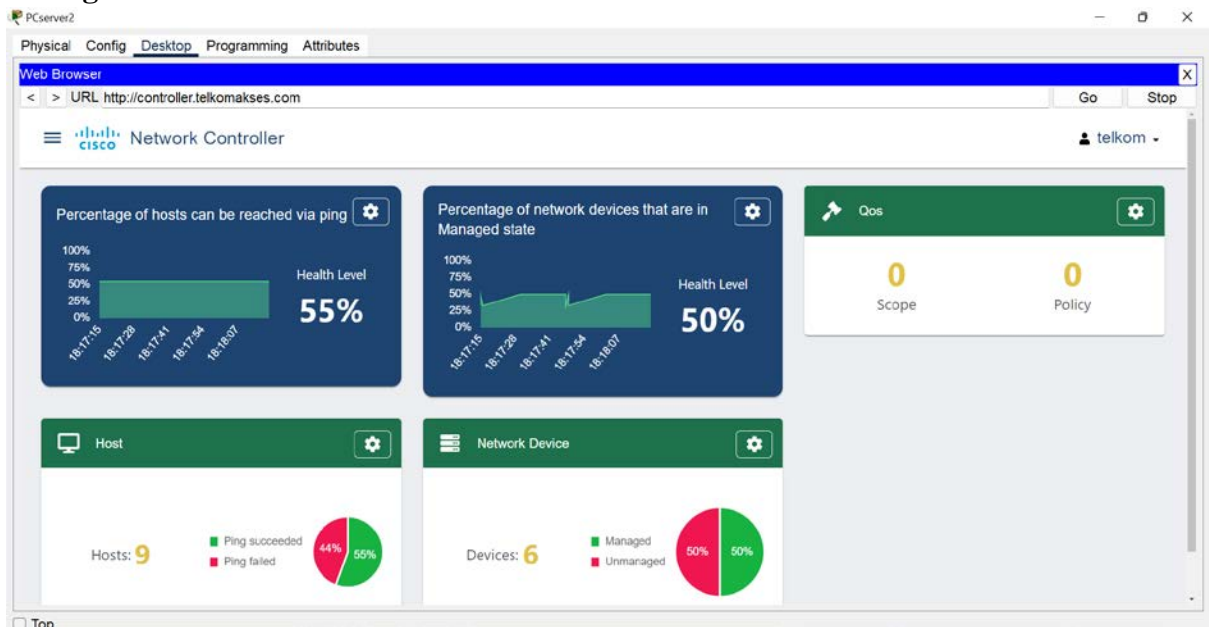 PCserver2
Physical Config Desktop Programming Attributes
Web Browser X
< > URL http://controller.telkomakses.com Go Stop
cisco Network Controller telkom
Percentage of hosts can be reached via ping
100%
75%
50%
25%
0%
18:17:15 18:17:28 18:17:41 18:17:54 18:18:07
Health Level
55%
Percentage of network devices that are in
Managed state
100%
75%
50%
25%
0%
18:17:15 18:17:28 18:17:41 18:17:54 18:18:07
Health Level
50%
Qos
0 0
Scope Policy
Host
Hosts: 9
Ping succeeded
Ping failed
44% 55%
Network Device
Devices: 6
Managed
Unmanaged
50% 50%
Top